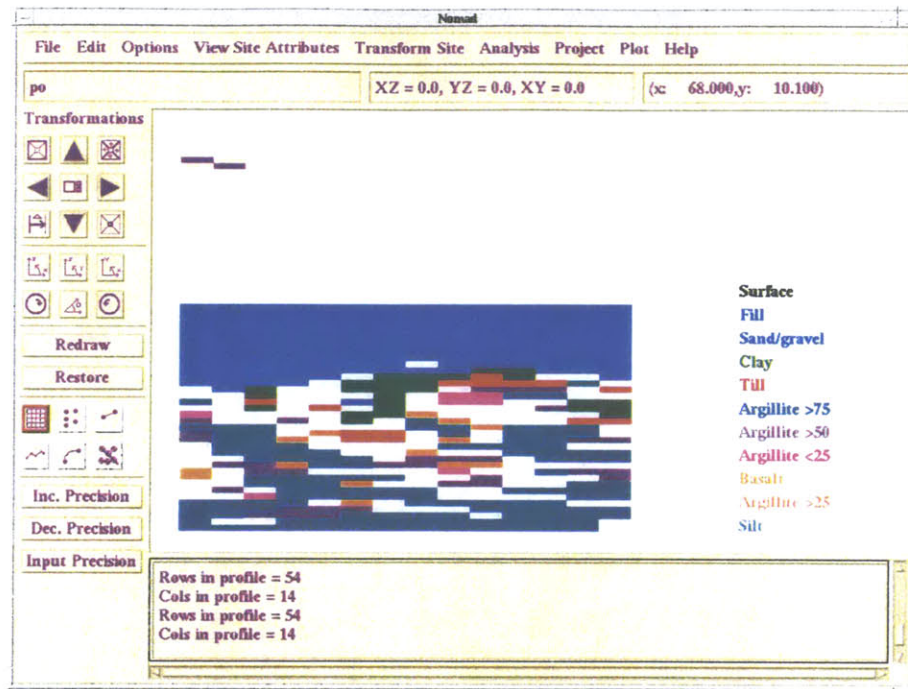 Nomad
File Edit Options View Site Attributes Transform Site Analysis Project Plot Help
po XZ = 0.0, YZ = 0.0, XY = 0.0 (x: 68.000,y: 10.100)
Transformations
Redraw
Restore
Inc. Precision
Dec. Precision
Input Precision
Surface
Fill
Sand/gravel
Clay
Till
Argillite >75
Argillite >50
Argillite <25
Basalt
Argillite >25
Silt
Rows in profile = 54
Cols in profile = 14
Rows in profile = 54
Cols in profile = 14